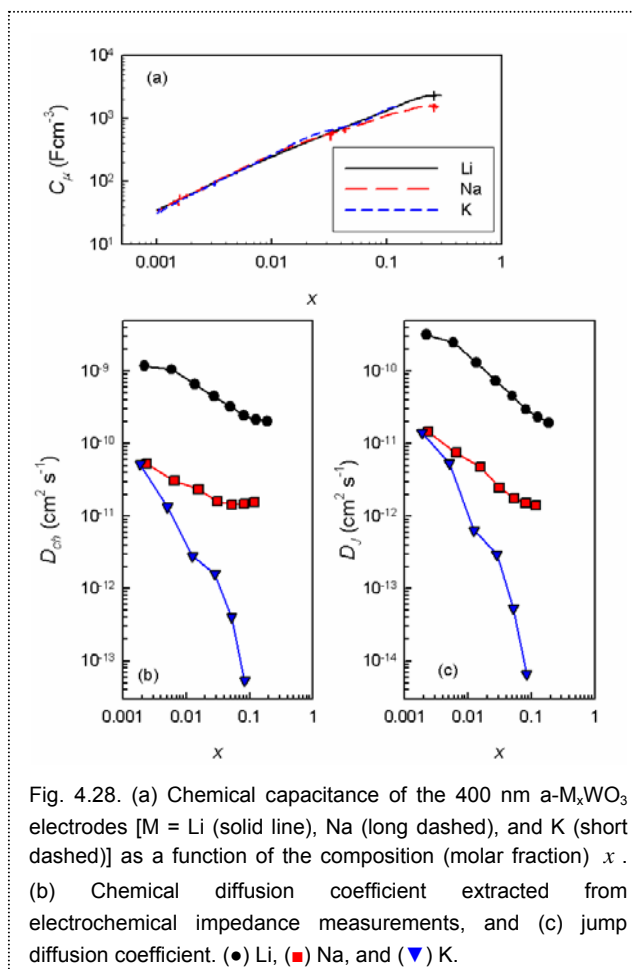 10⁴
(a)
10³
10²
10¹
C_μ (Fcm⁻³)
Li
Na
K
0.001 0.01 0.1 1
x
10⁻⁹
10⁻¹⁰
10⁻¹¹
10⁻¹²
10⁻¹³
D_ch (cm² s⁻¹)
(b)
0.001 0.01 0.1 1
x
10⁻¹⁰
10⁻¹¹
10⁻¹²
10⁻¹³
10⁻¹⁴
D_J (cm² s⁻¹)
(c)
0.001 0.01 0.1 1
x
Fig. 4.28. (a) Chemical capacitance of the 400 nm a-MₓWO₃
electrodes [M = Li (solid line), Na (long dashed), and K (short
dashed)] as a function of the composition (molar fraction) x .
(b) Chemical diffusion coefficient extracted from
electrochemical impedance measurements, and (c) jump
diffusion coefficient. (●) Li, (■) Na, and (▼) K.